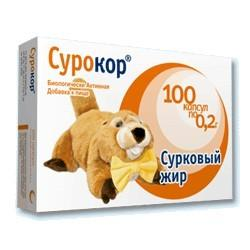 Сурокор®
Биологически Активная
Добавка к пище
100
капсул
по
0,2г
Сурковый
жир